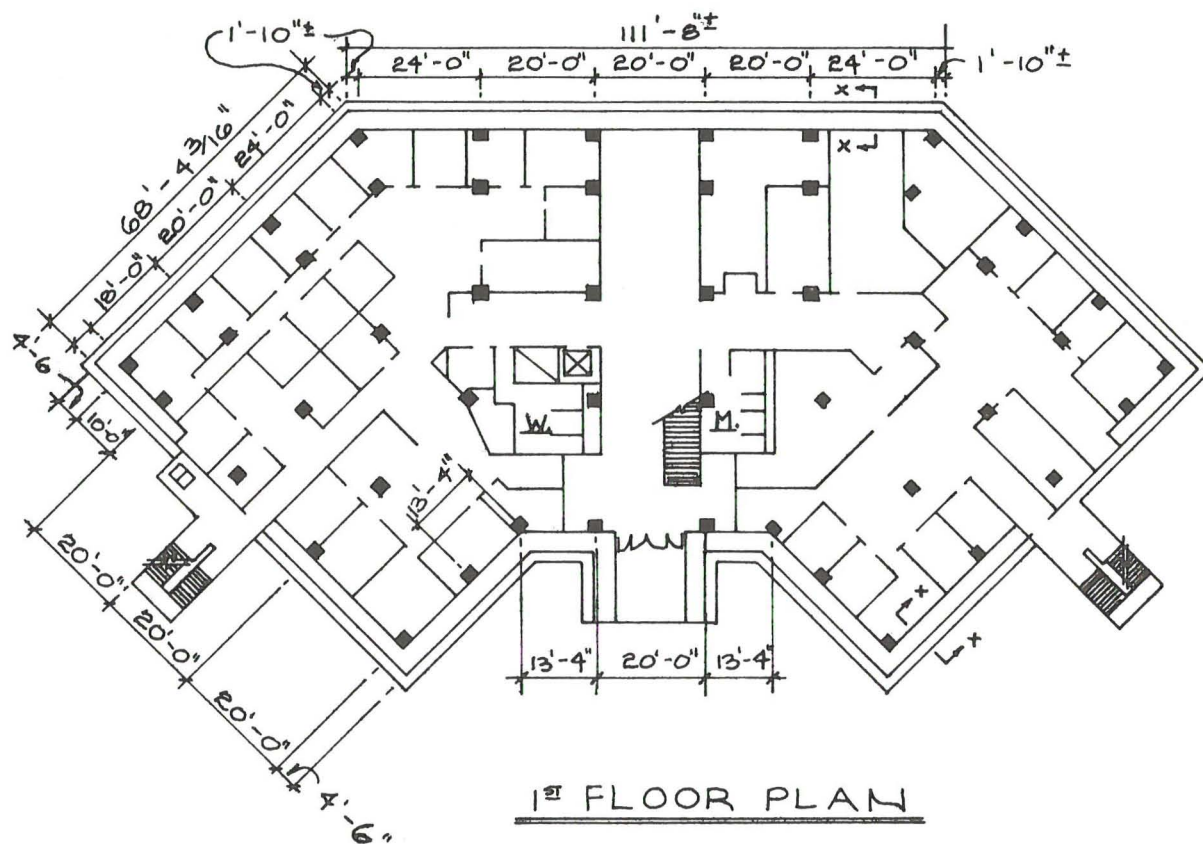 1'-10"±
111'-8"±
24'-0" 20'-0" 20'-0" 20'-0" 24'-0"
1'-10"±
68'-4 3/16"
24'-0"
20'-0"
18'-0"
4'-6
10'-0"
X
X
W.
M.
13'-4"
20'-0"
20'-0"
20'-0"
4'-6"
X
X
13'-4" 20'-0" 13'-4"
1ST FLOOR PLAN